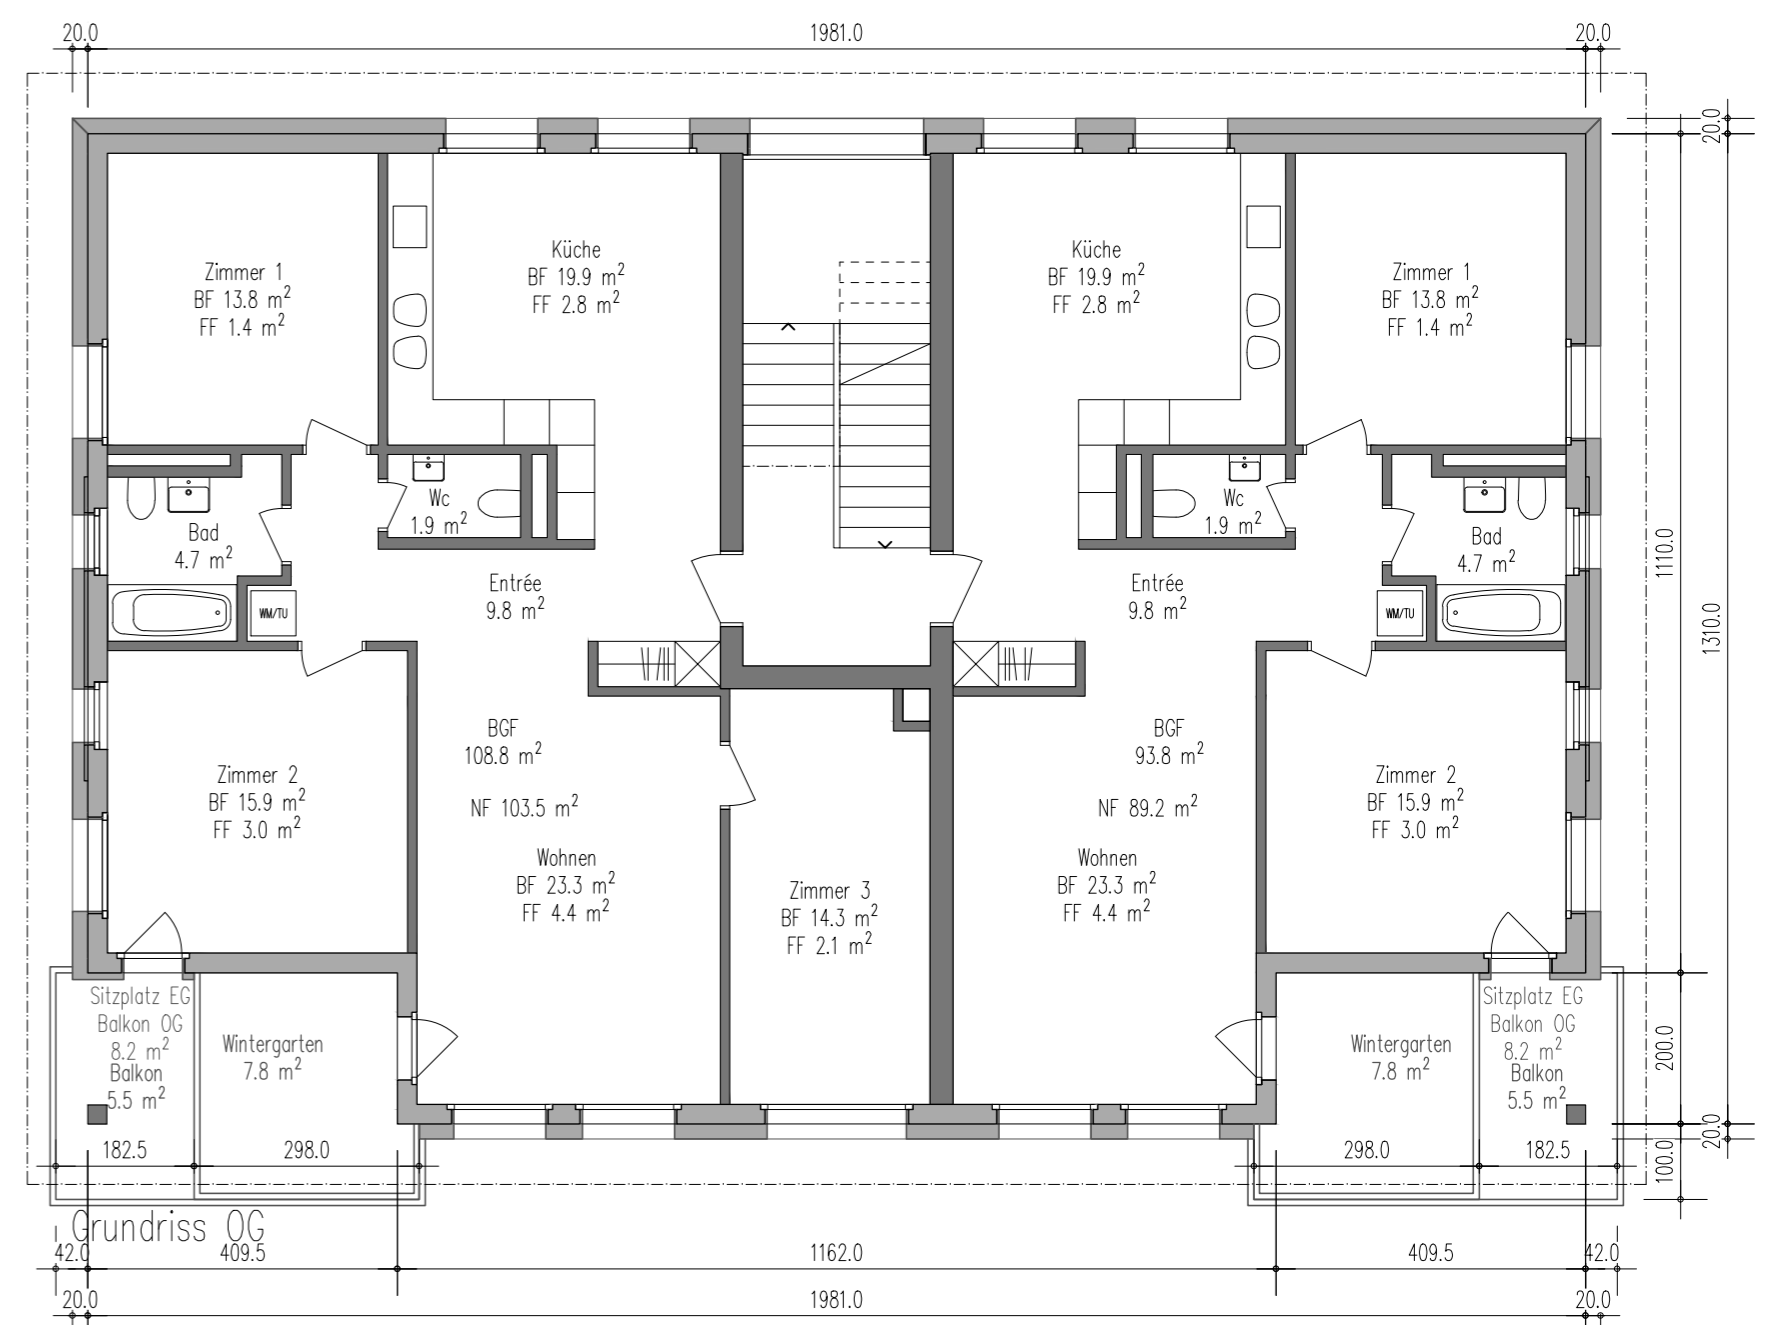 20.0
1981.0
20.0
20.0
Küche
BF 19.9 m²
FF 2.8 m²
Küche
BF 19.9 m²
FF 2.8 m²
Zimmer 1
BF 13.8 m²
FF 1.4 m²
Zimmer 1
BF 13.8 m²
FF 1.4 m²
Wc
1.9 m²
Wc
1.9 m²
Bad
4.7 m²
Bad
4.7 m²
1110.0
Entrée
9.8 m²
Entrée
9.8 m²
WM/TU
WM/TU
1310.0
BGF
108.8 m²
NF 103.5 m²
BGF
93.8 m²
NF 89.2 m²
Zimmer 2
BF 15.9 m²
FF 3.0 m²
Zimmer 2
BF 15.9 m²
FF 3.0 m²
Wohnen
BF 23.3 m²
FF 4.4 m²
Zimmer 3
BF 14.3 m²
FF 2.1 m²
Wohnen
BF 23.3 m²
FF 4.4 m²
Sitzplatz EG
Balkon OG
8.2 m²
Balkon
5.5 m²
Wintergarten
7.8 m²
Wintergarten
7.8 m²
Sitzplatz EG
Balkon OG
8.2 m²
Balkon
5.5 m²
200.0
20.0
100.0
182.5
298.0
298.0
182.5
Grundriss OG
42.0
409.5
1162.0
409.5
42.0
20.0
1981.0
20.0